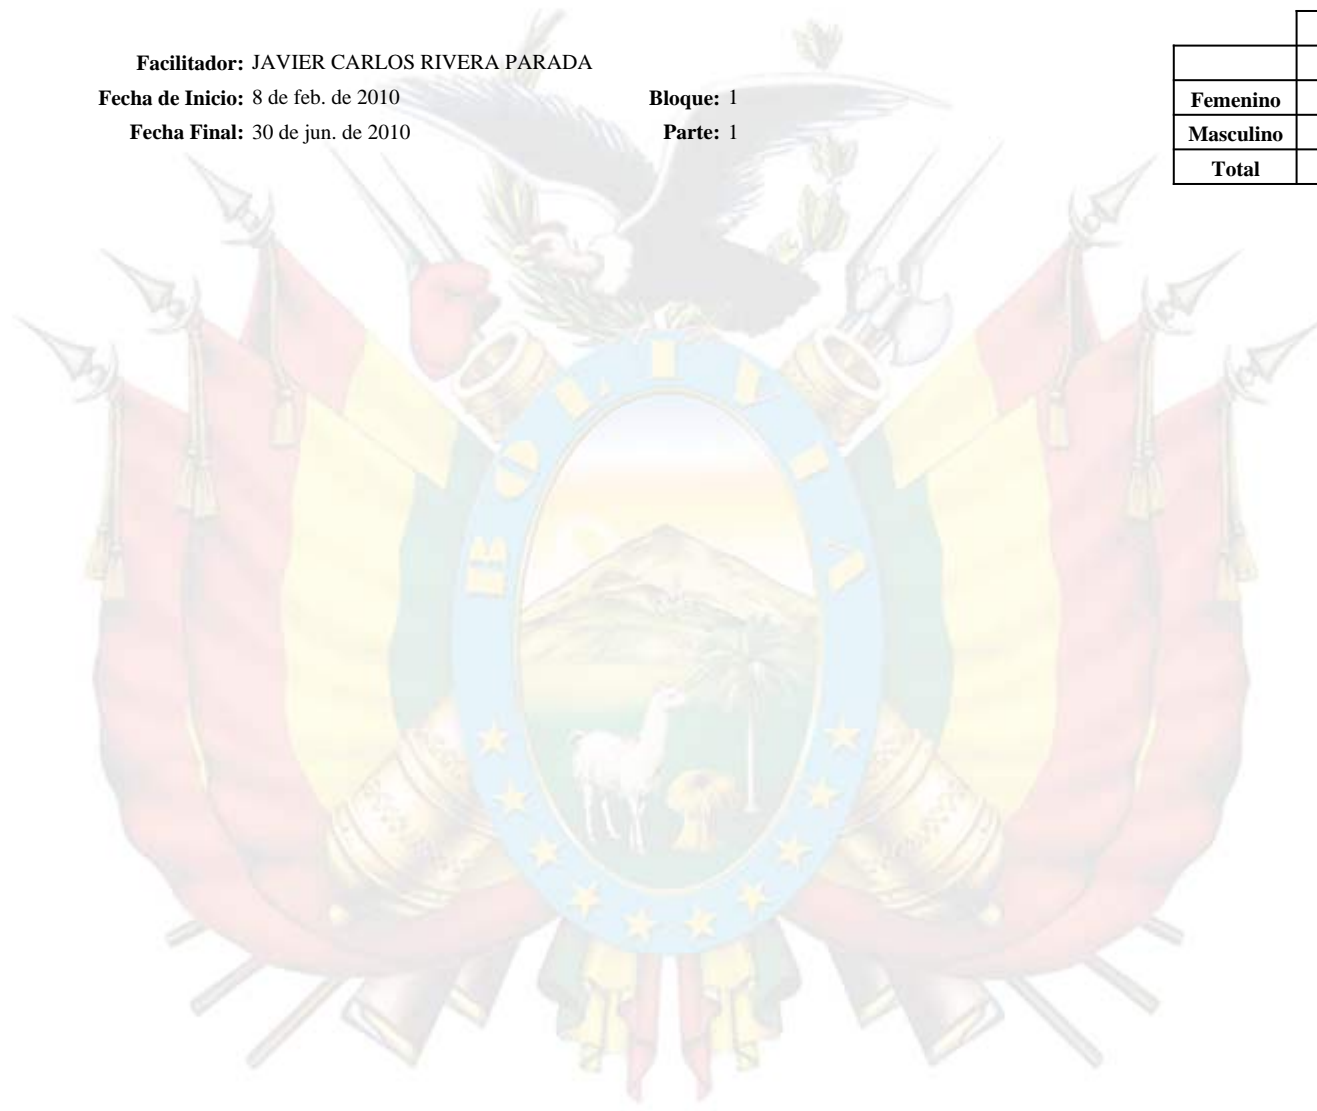 Facilitador: JAVIER CARLOS RIVERA PARADA
Fecha de Inicio: 8 de feb. de 2010 Bloque: 1
Fecha Final: 30 de jun. de 2010 Parte: 1
Femenino
Masculino
Total
BOLIVIA